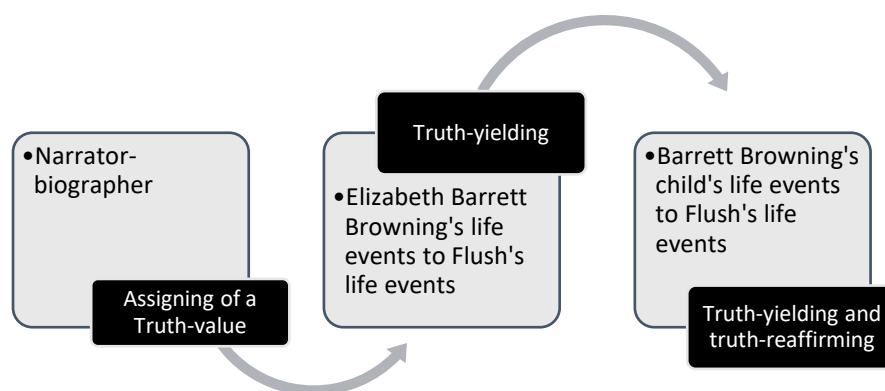 •Narrator-
biographer
Assigning of a
Truth-value
Truth-yielding
•Elizabeth Barrett
Browning's life
events to Flush's
life events
•Barrett Browning's
child's life events
to Flush's life
events
Truth-yielding and
truth-reaffirming